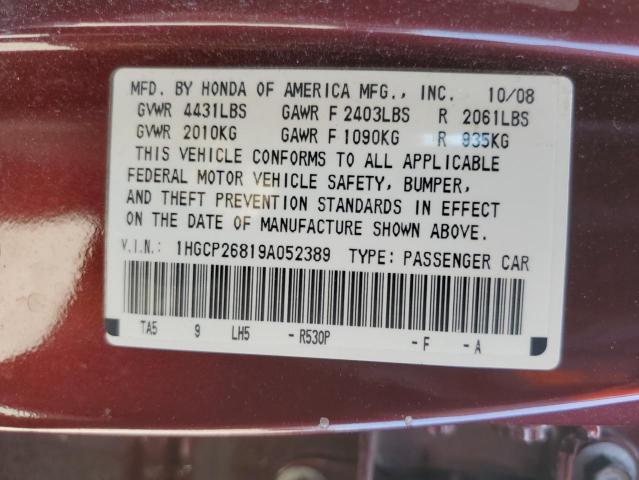 MFD. BY HONDA OF AMERICA MFG., INC. 10/08
GVWR 4431LBS GAWR F 2403LBS R 2061LBS
GVWR 2010KG GAWR F 1090KG R 935KG
THIS VEHICLE CONFORMS TO ALL APPLICABLE
FEDERAL MOTOR VEHICLE SAFETY, BUMPER,
AND THEFT PREVENTION STANDARDS IN EFFECT
ON THE DATE OF MANUFACTURE SHOWN ABOVE.
V.I.N.: 1HGCP26819A052389 TYPE: PASSENGER CAR
TA5 9 LH5 -R530P -F -A